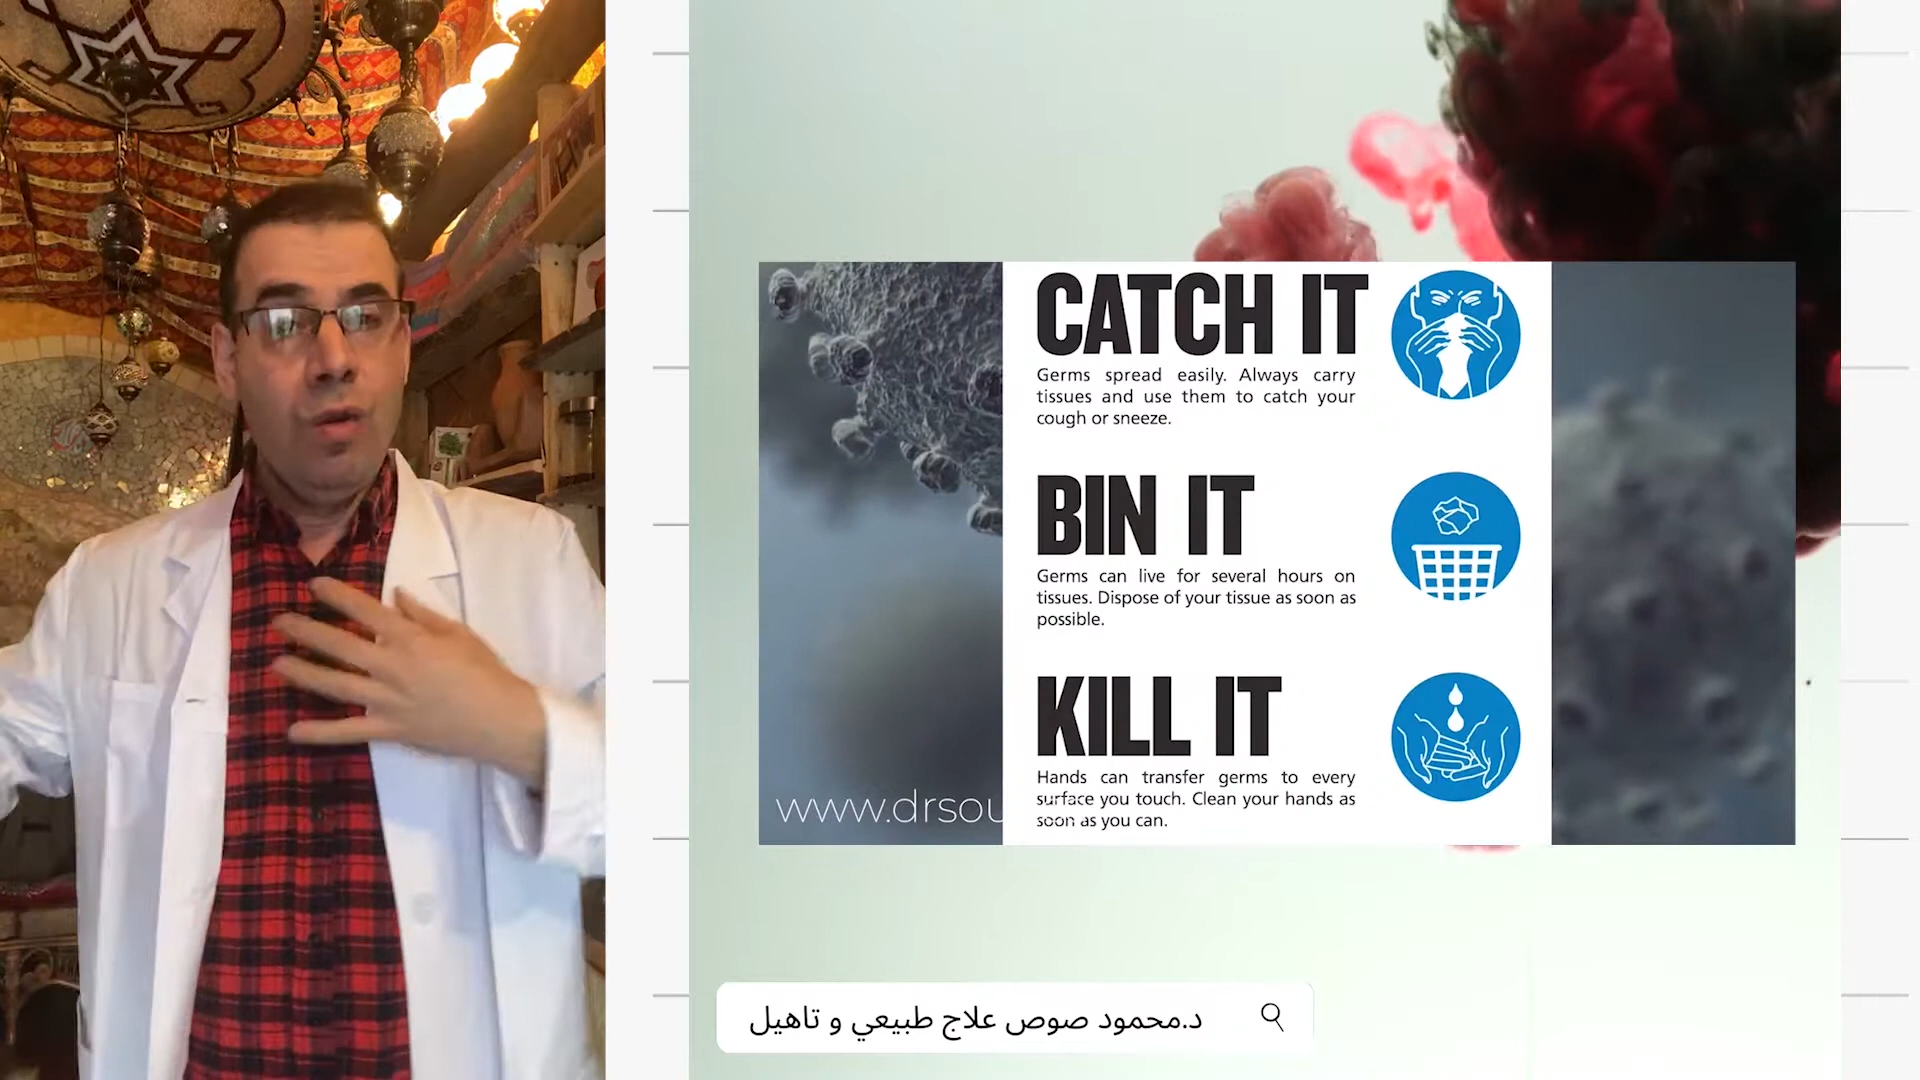 CATCH IT
Germs spread easily. Always carry
tissues and use them to catch your
cough or sneeze.
BIN IT
Germs can live for several hours on
tissues. Dispose of your tissue as soon as
possible.
KILL IT
Hands can transfer germs to every
surface you touch. Clean your hands as
soon as you can.
www.drsou
د.محمود صوص علاج طبيعي و تاهيل